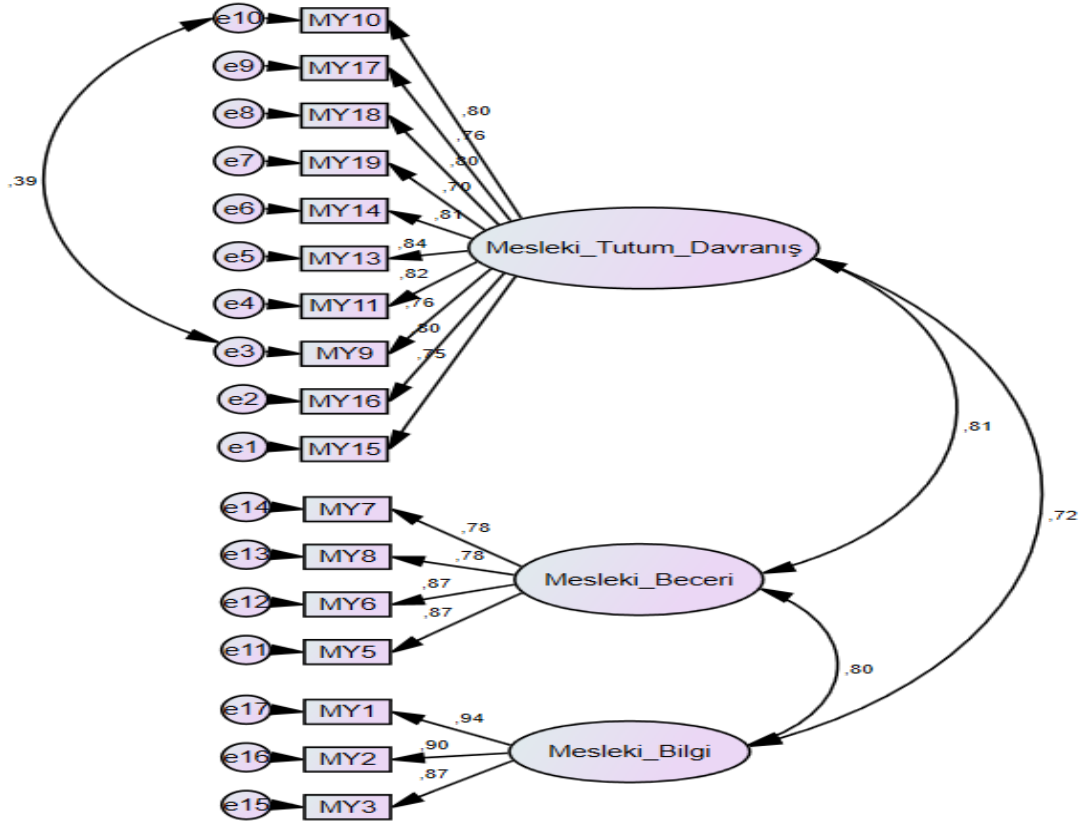 e10 MY10
e9 MY17
e8 MY18
,80
,76
e7 MY19
,80
,39
,70
e6 MY14
,81
e5 MY13
,84
Mesleki_Tutum_Davranış
e4 MY11
,82
,76
e3 MY9
,80
,75
e2 MY16
e1 MY15
,81
e14 MY7
,78
,72
e13 MY8
,78
Mesleki_Beceri
e12 MY6
,87
e11 MY5
,87
,80
e17 MY1
,94
e16 MY2
,90
Mesleki_Bilgi
,87
e15 MY3